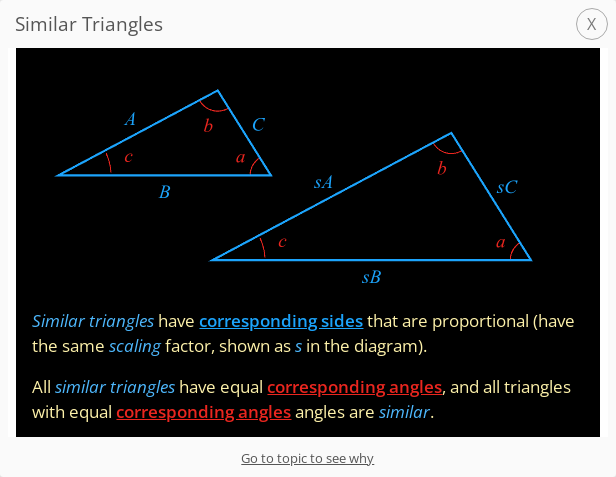 Similar Triangles
X
A
b
C
c
a
B
b
sA
sC
c
a
sB
Similar triangles have corresponding sides that are proportional (have
the same scaling factor, shown as s in the diagram).
All similar triangles have equal corresponding angles, and all triangles
with equal corresponding angles angles are similar.
Go to topic to see why